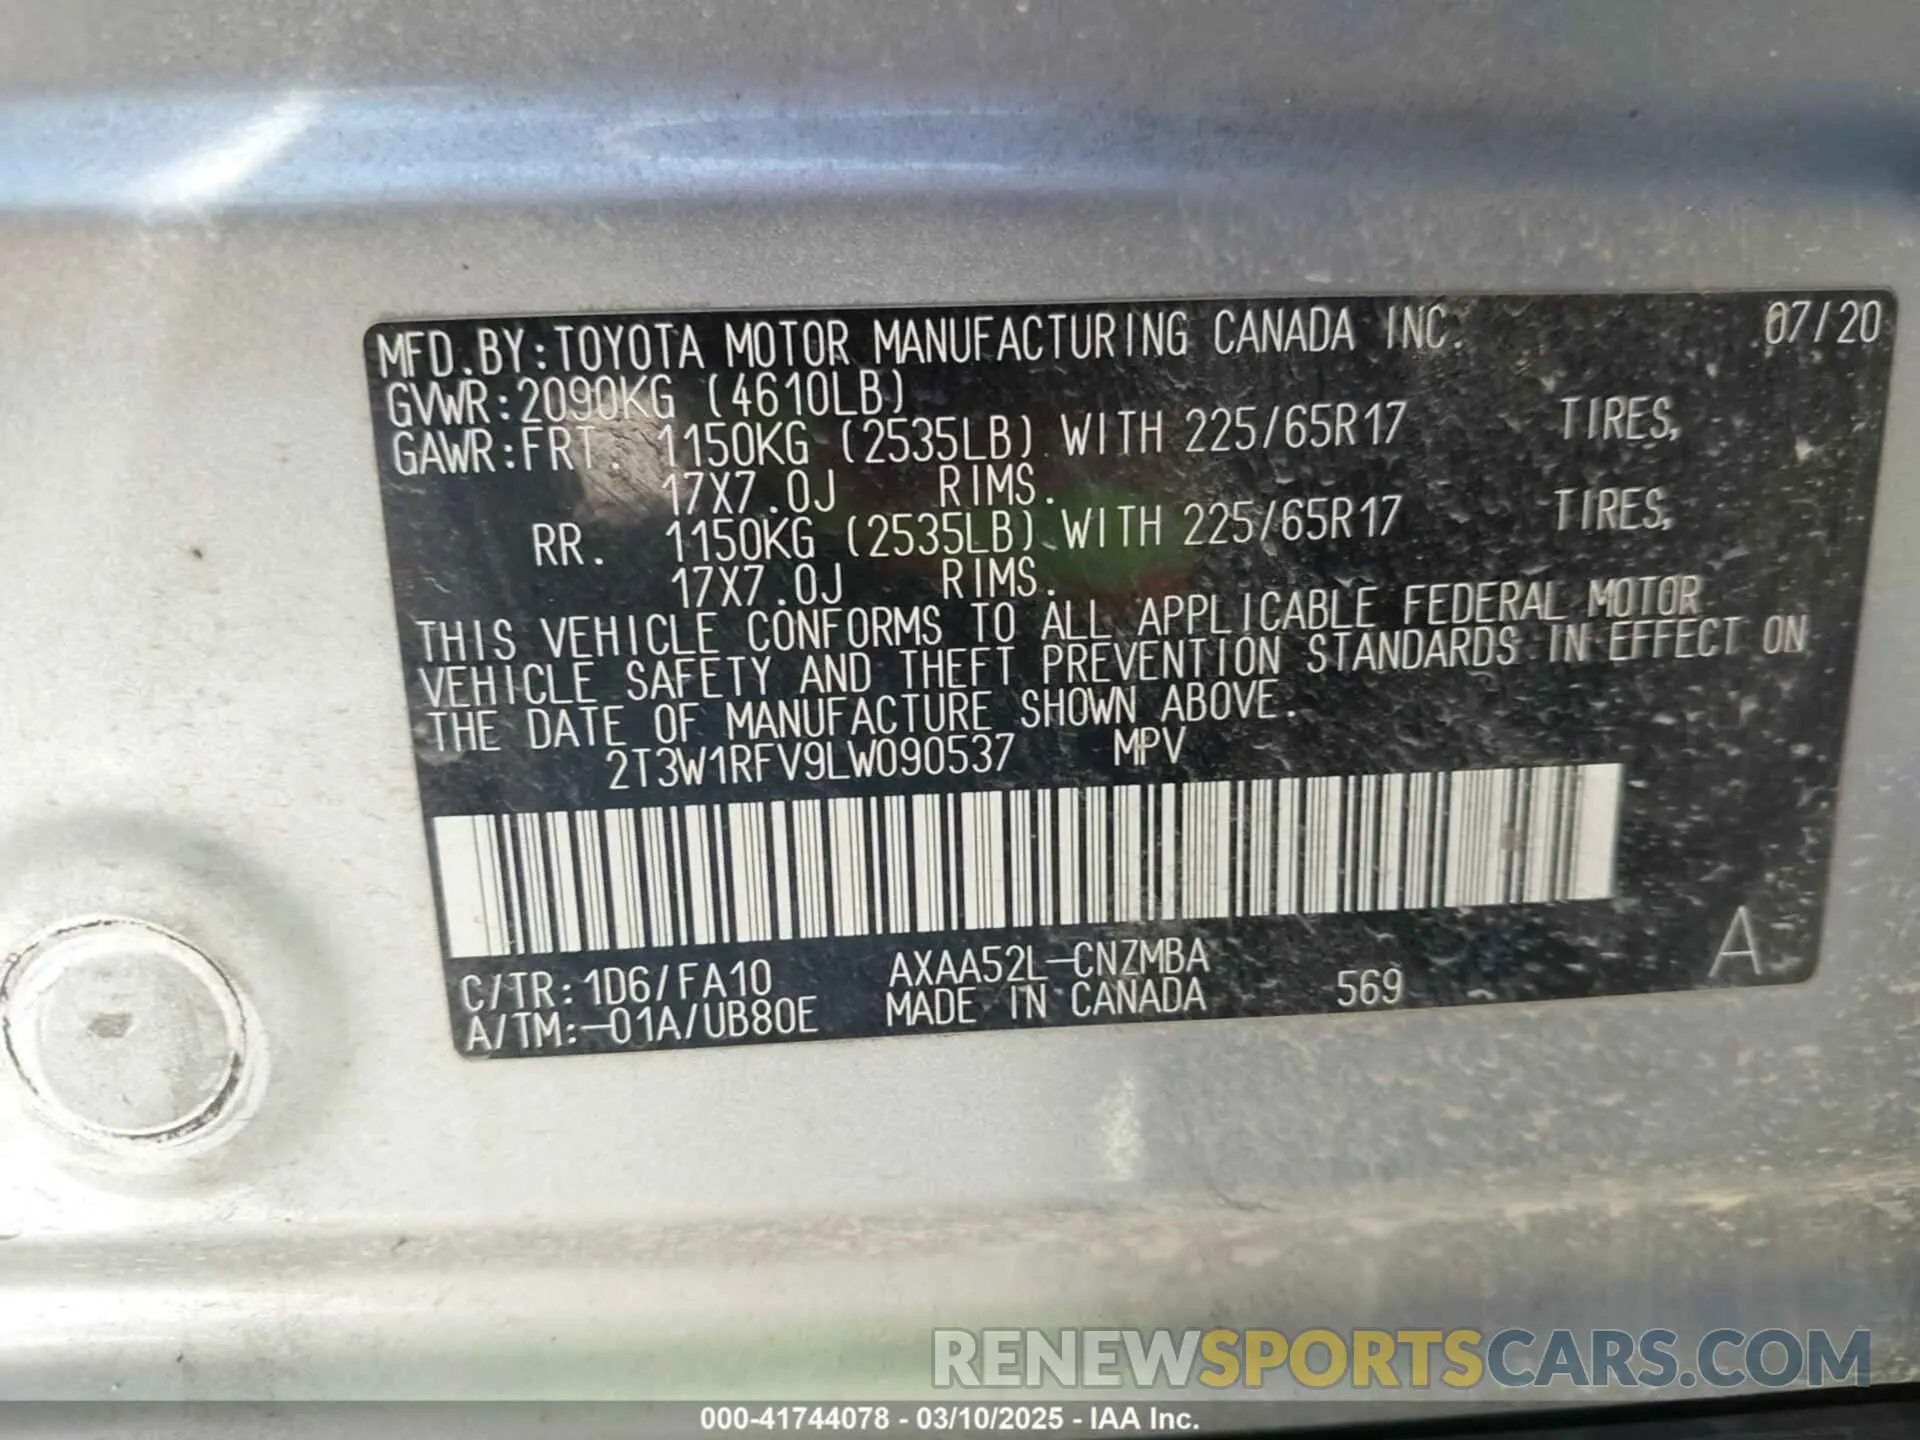 MFD.BY:TOYOTA MOTOR MANUFACTURING CANADA INC. 07/20
GVWR:2090KG (4610LB)
GAWR:FRT. 1150KG (2535LB) WITH 225/65R17 TIRES,
17X7.0J RIMS.
RR. 1150KG (2535LB) WITH 225/65R17 TIRES,
17X7.0J RIMS.
THIS VEHICLE CONFORMS TO ALL APPLICABLE FEDERAL MOTOR
VEHICLE SAFETY AND THEFT PREVENTION STANDARDS IN EFFECT ON
THE DATE OF MANUFACTURE SHOWN ABOVE.
2T3W1RFV9LW090537 MPV
C/TR:1D6/FA10 AXAA52L-CNZMBA A
A/TM:-01A/UB80E MADE IN CANADA 569
RENEWSPORTSCARS.COM
000-41744078 - 03/10/2025 - IAA Inc.